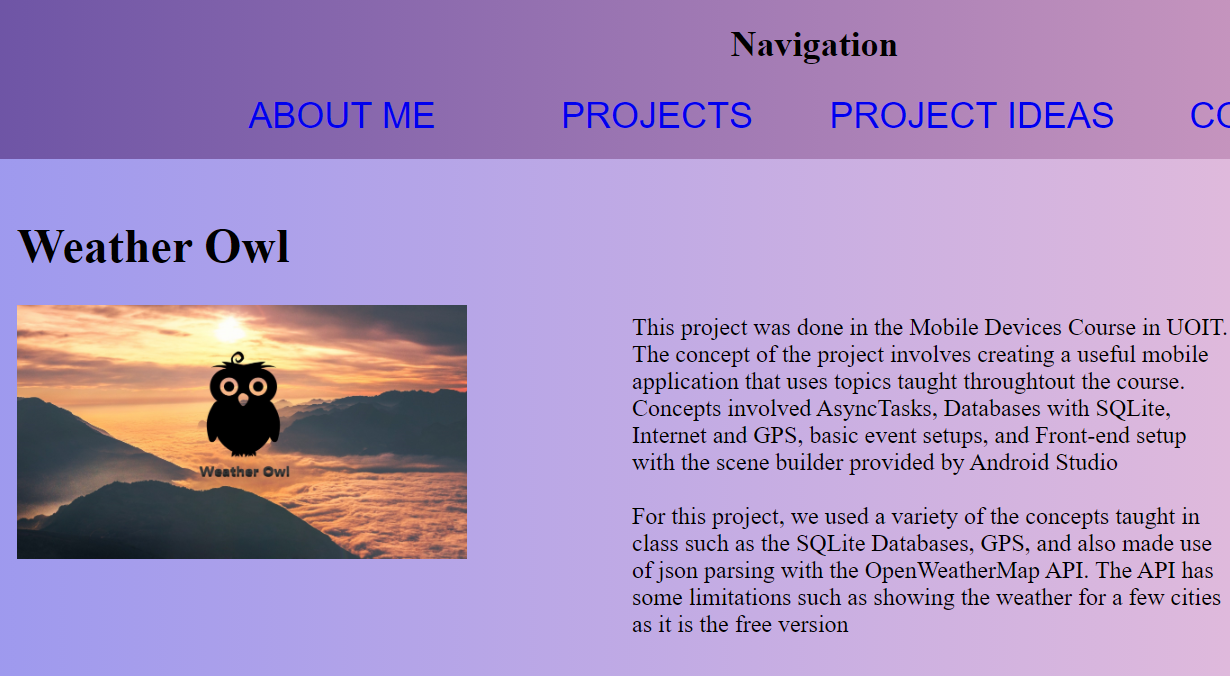 Navigation
ABOUT ME PROJECTS PROJECT IDEAS CO
Weather Owl
Weather Owl
This project was done in the Mobile Devices Course in UOIT.
The concept of the project involves creating a useful mobile
application that uses topics taught throughtout the course.
Concepts involved AsyncTasks, Databases with SQLite,
Internet and GPS, basic event setups, and Front-end setup
with the scene builder provided by Android Studio
For this project, we used a variety of the concepts taught in
class such as the SQLite Databases, GPS, and also made use
of json parsing with the OpenWeatherMap API. The API has
some limitations such as showing the weather for a few cities
as it is the free version